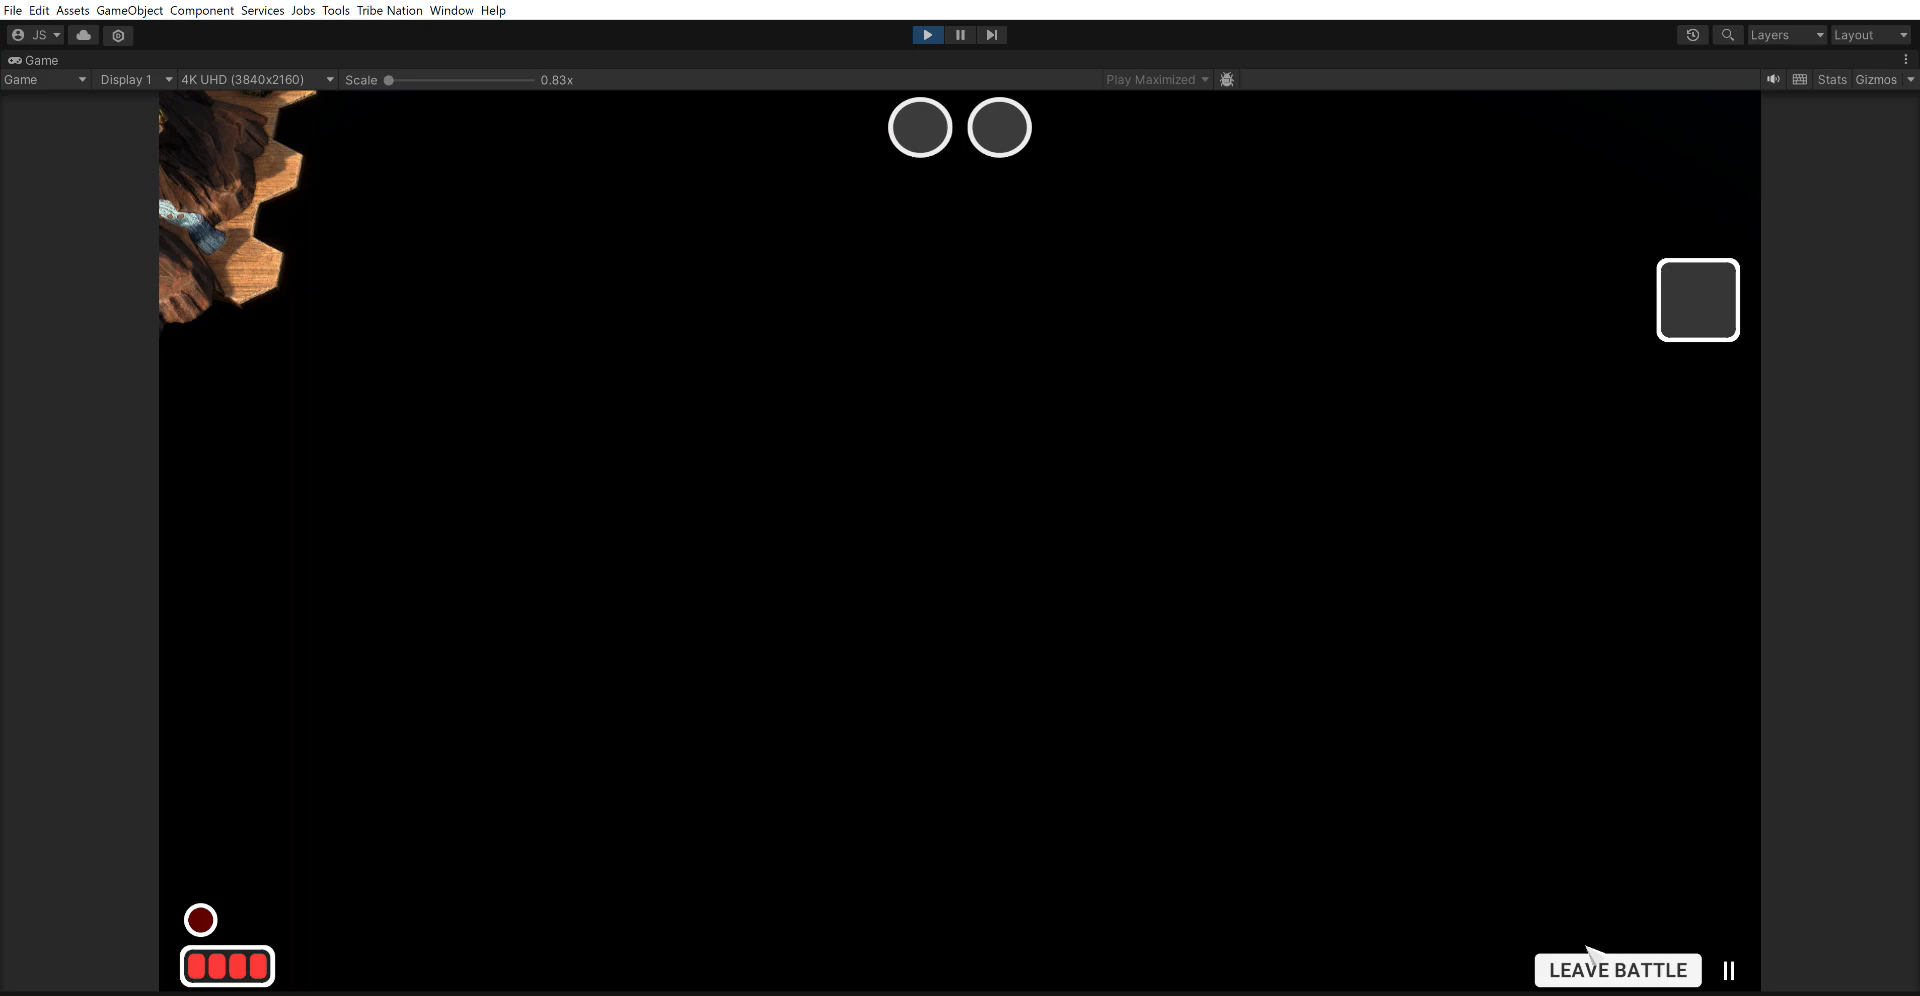 File Edit Assets GameObject Component Services Jobs Tools Tribe Nation Window Help
JS Layers Layout
Game
Game Display 1 4K UHD (3840x2160) Scale 0.83x Play Maximized Stats Gizmos
LEAVE BATTLE